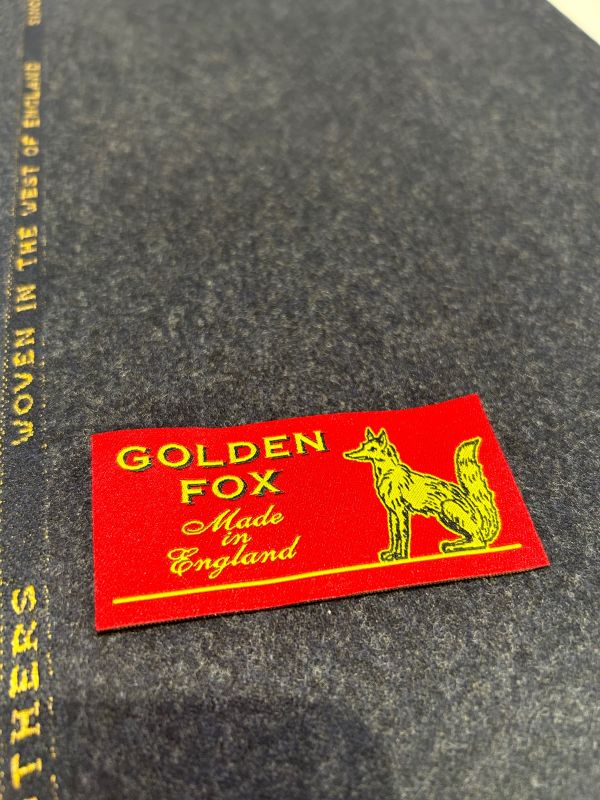 GOLDEN
FOX
Made
in
England
THERS WOVEN IN THE WEST OF ENGLAND